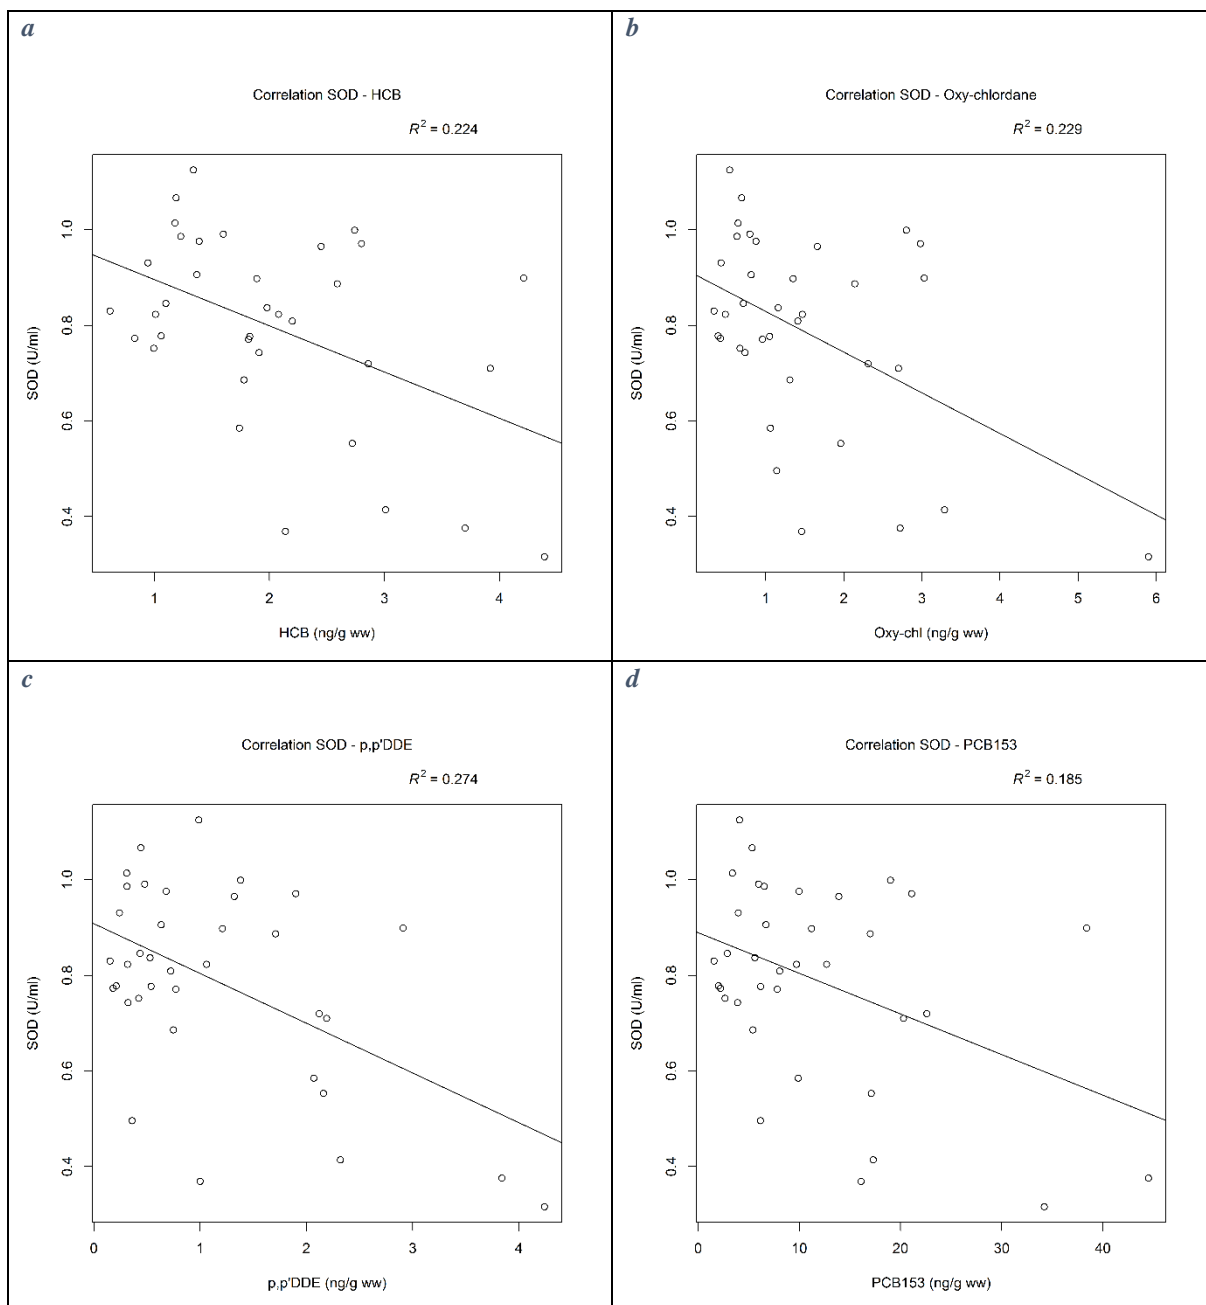 a
Correlation SOD - HCB
R² = 0.224
1.0
0.8
0.6
0.4
SOD (U/ml)
1 2 3 4
HCB (ng/g ww)
b
Correlation SOD - Oxy-chlordane
R² = 0.229
1.0
0.8
0.6
0.4
SOD (U/ml)
1 2 3 4 5 6
Oxy-chl (ng/g ww)
c
Correlation SOD - p,p'DDE
R² = 0.274
1.0
0.8
0.6
0.4
SOD (U/ml)
0 1 2 3 4
p,p'DDE (ng/g ww)
d
Correlation SOD - PCB153
R² = 0.185
1.0
0.8
0.6
0.4
SOD (U/ml)
0 10 20 30 40
PCB153 (ng/g ww)